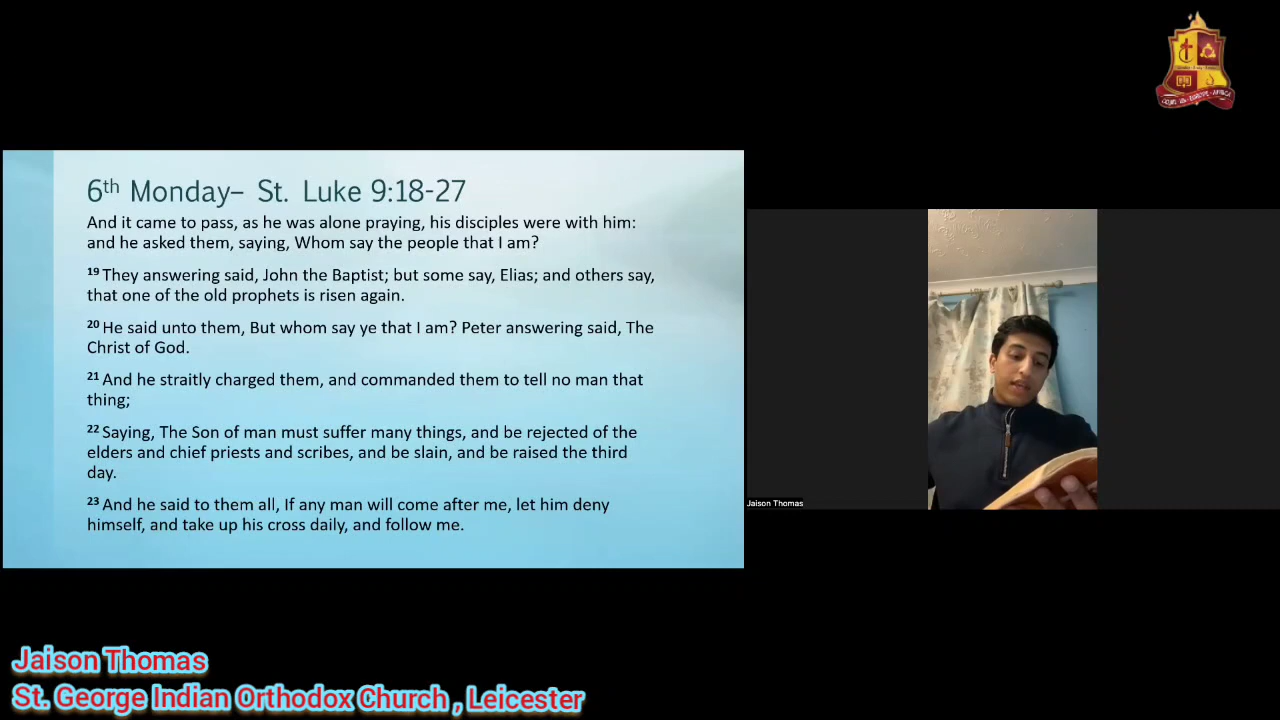 6th Monday– St. Luke 9:18-27
And it came to pass, as he was alone praying, his disciples were with him:
and he asked them, saying, Whom say the people that I am?
19 They answering said, John the Baptist; but some say, Elias; and others say,
that one of the old prophets is risen again.
20 He said unto them, But whom say ye that I am? Peter answering said, The
Christ of God.
21 And he straitly charged them, and commanded them to tell no man that
thing;
22 Saying, The Son of man must suffer many things, and be rejected of the
elders and chief priests and scribes, and be slain, and be raised the third
day.
23 And he said to them all, If any man will come after me, let him deny
himself, and take up his cross daily, and follow me.
Jaison Thomas
Jaison Thomas
St. George Indian Orthodox Church , Leicester